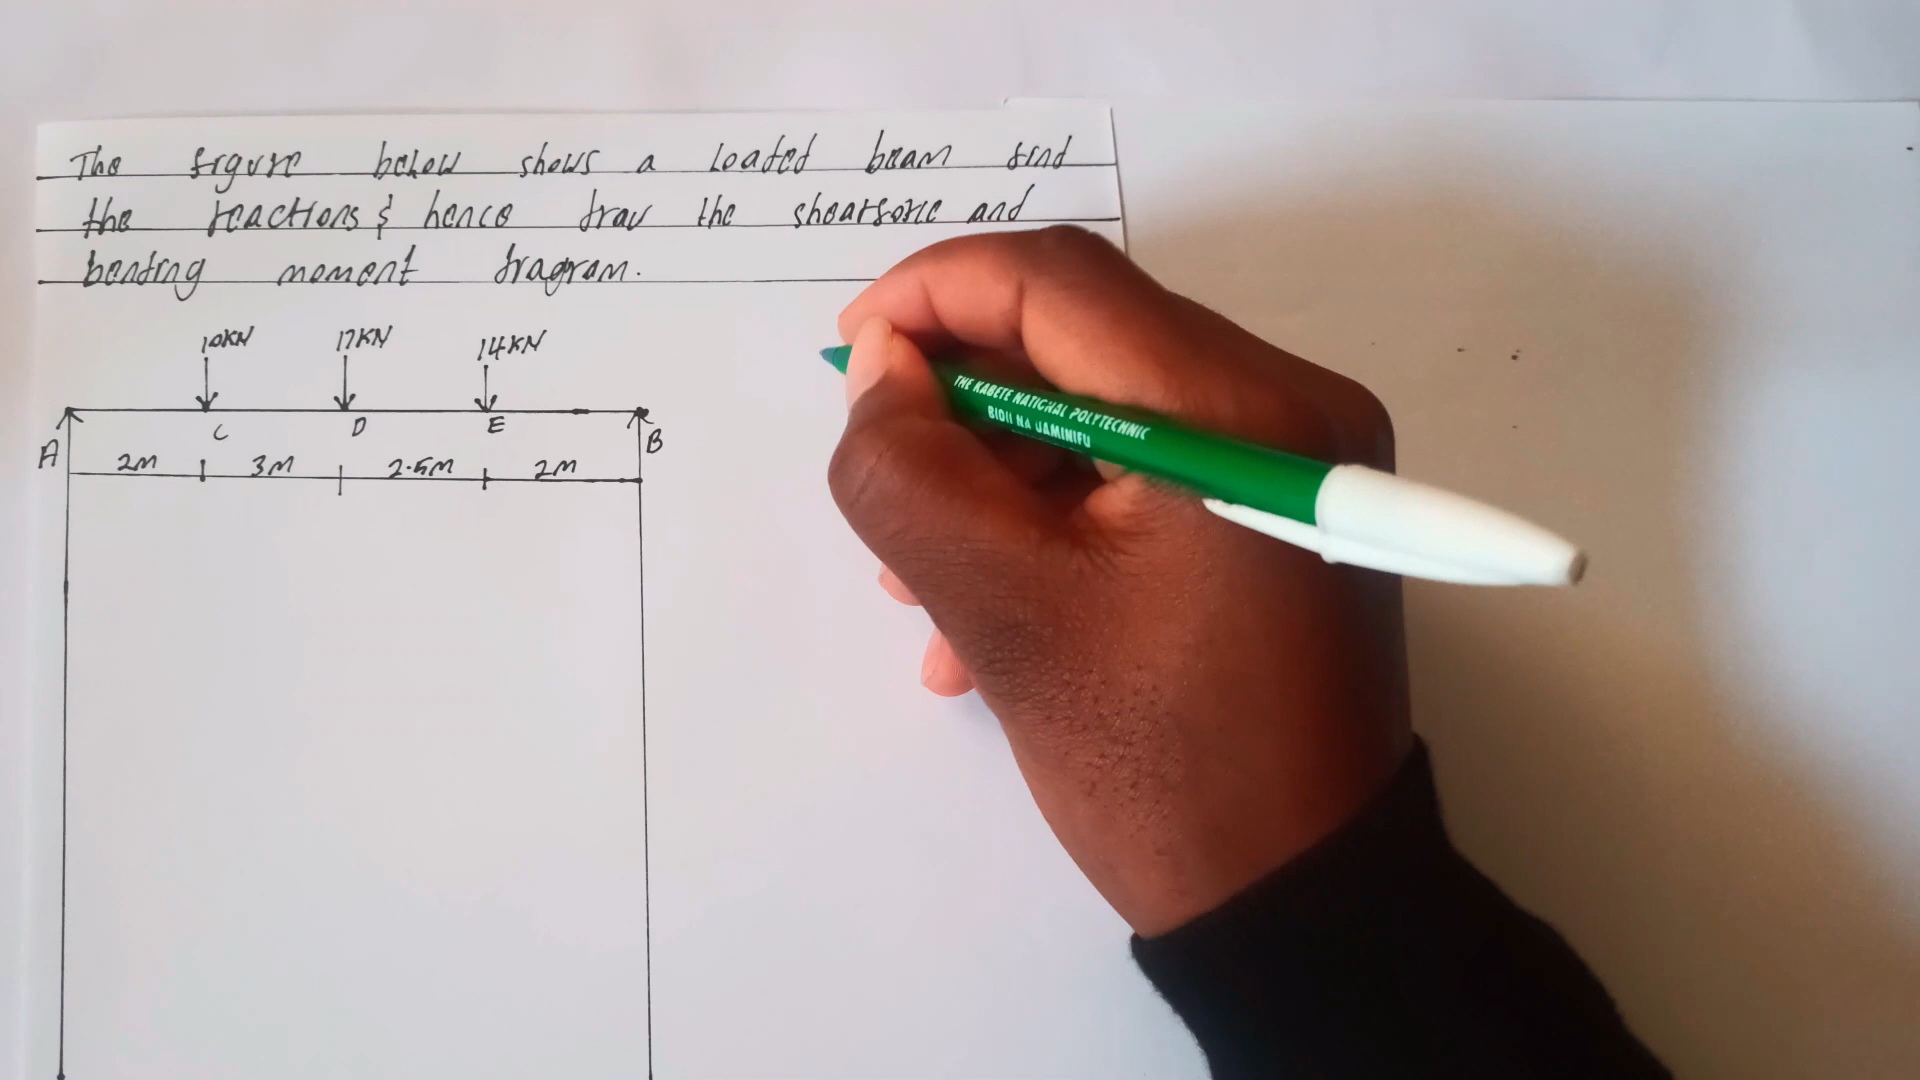 The figure below shows a loaded beam find
the reactions & hence draw the shearforce and
bending moment diagram.
10KN 17KN 14KN
A C D E B
2M 3M 2.5M 2M
THE KABETE NATIONAL POLYTECHNIC
BIDII NA UAMINIFU